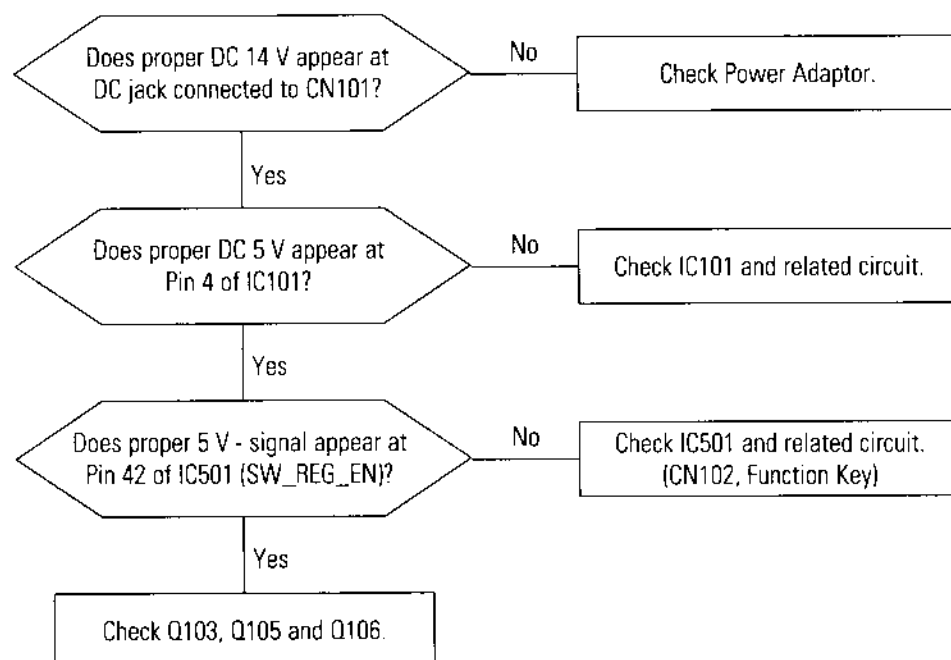 Does proper DC 14 V appear at
DC jack connected to CN101?
No
Check Power Adaptor.
Yes
Does proper DC 5 V appear at
Pin 4 of IC101?
No
Check IC101 and related circuit.
Yes
Does proper 5 V - signal appear at
Pin 42 of IC501 (SW_REG_EN)?
No
Check IC501 and related circuit.
(CN102, Function Key)
Yes
Check Q103, Q105 and Q106.